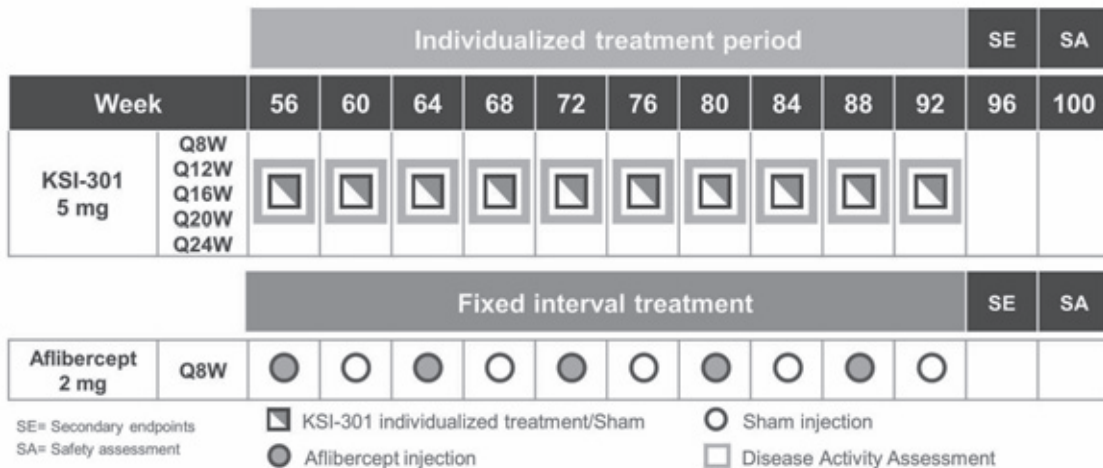 Individualized treatment period SE SA
Week 56 60 64 68 72 76 80 84 88 92 96 100
KSI-301
5 mg
Q8W
Q12W
Q16W
Q20W
Q24W
Fixed interval treatment SE SA
Aflibercept
2 mg
Q8W
SE= Secondary endpoints
SA= Safety assessment
KSI-301 individualized treatment/Sham
Sham injection
Aflibercept injection
Disease Activity Assessment